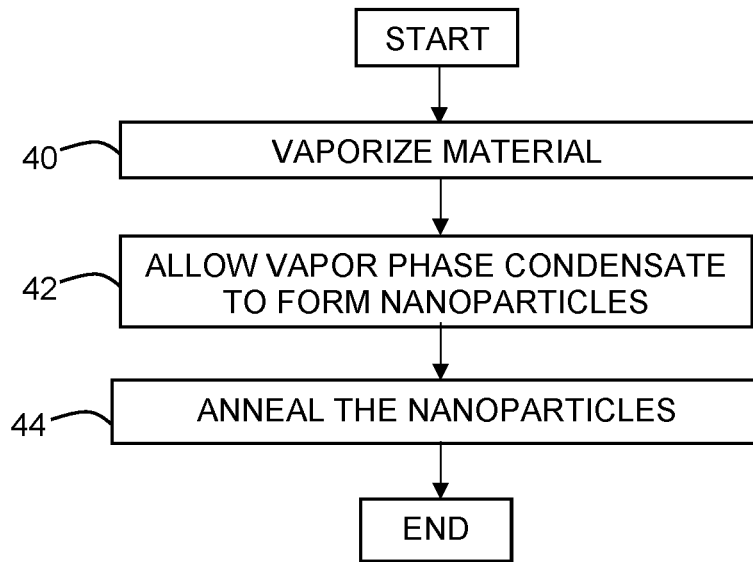 START
40
VAPORIZE MATERIAL
42
ALLOW VAPOR PHASE CONDENSATE
TO FORM NANOPARTICLES
44
ANNEAL THE NANOPARTICLES
END